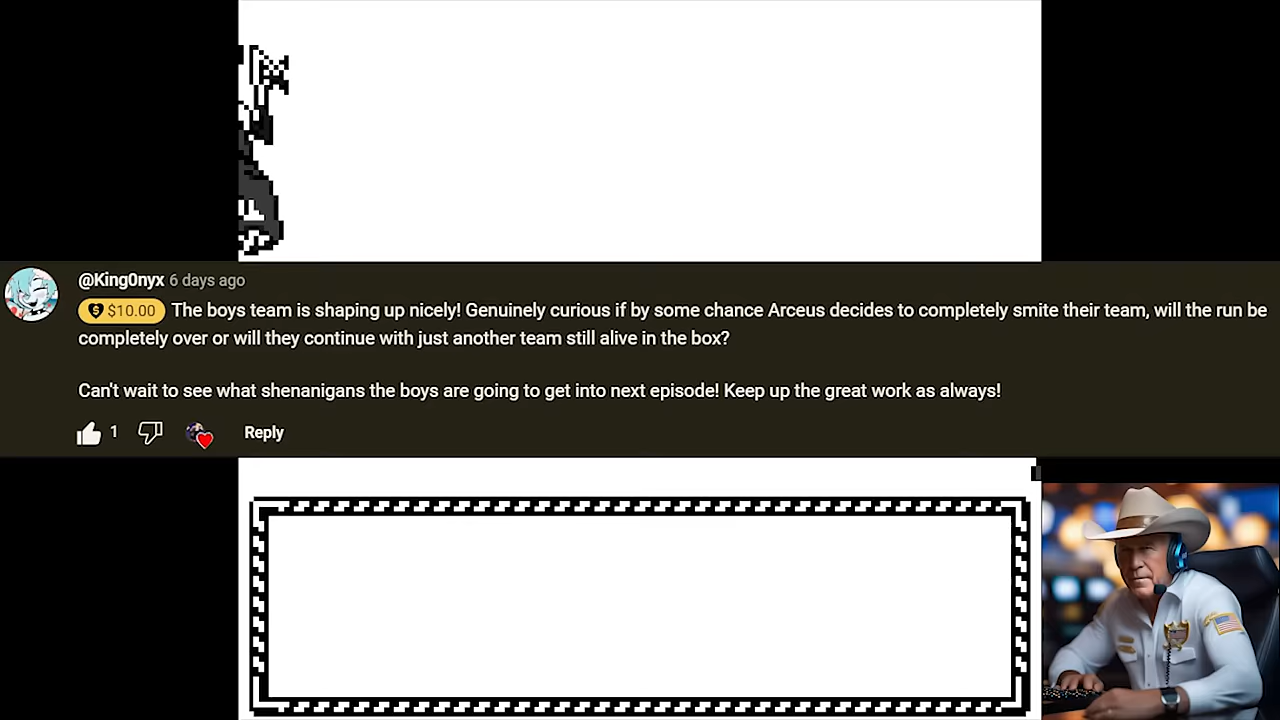 @King0nyx 6 days ago
$10.00 The boys team is shaping up nicely! Genuinely curious if by some chance Arceus decides to completely smite their team, will the run be
completely over or will they continue with just another team still alive in the box?
Can't wait to see what shenanigans the boys are going to get into next episode! Keep up the great work as always!
1 Reply